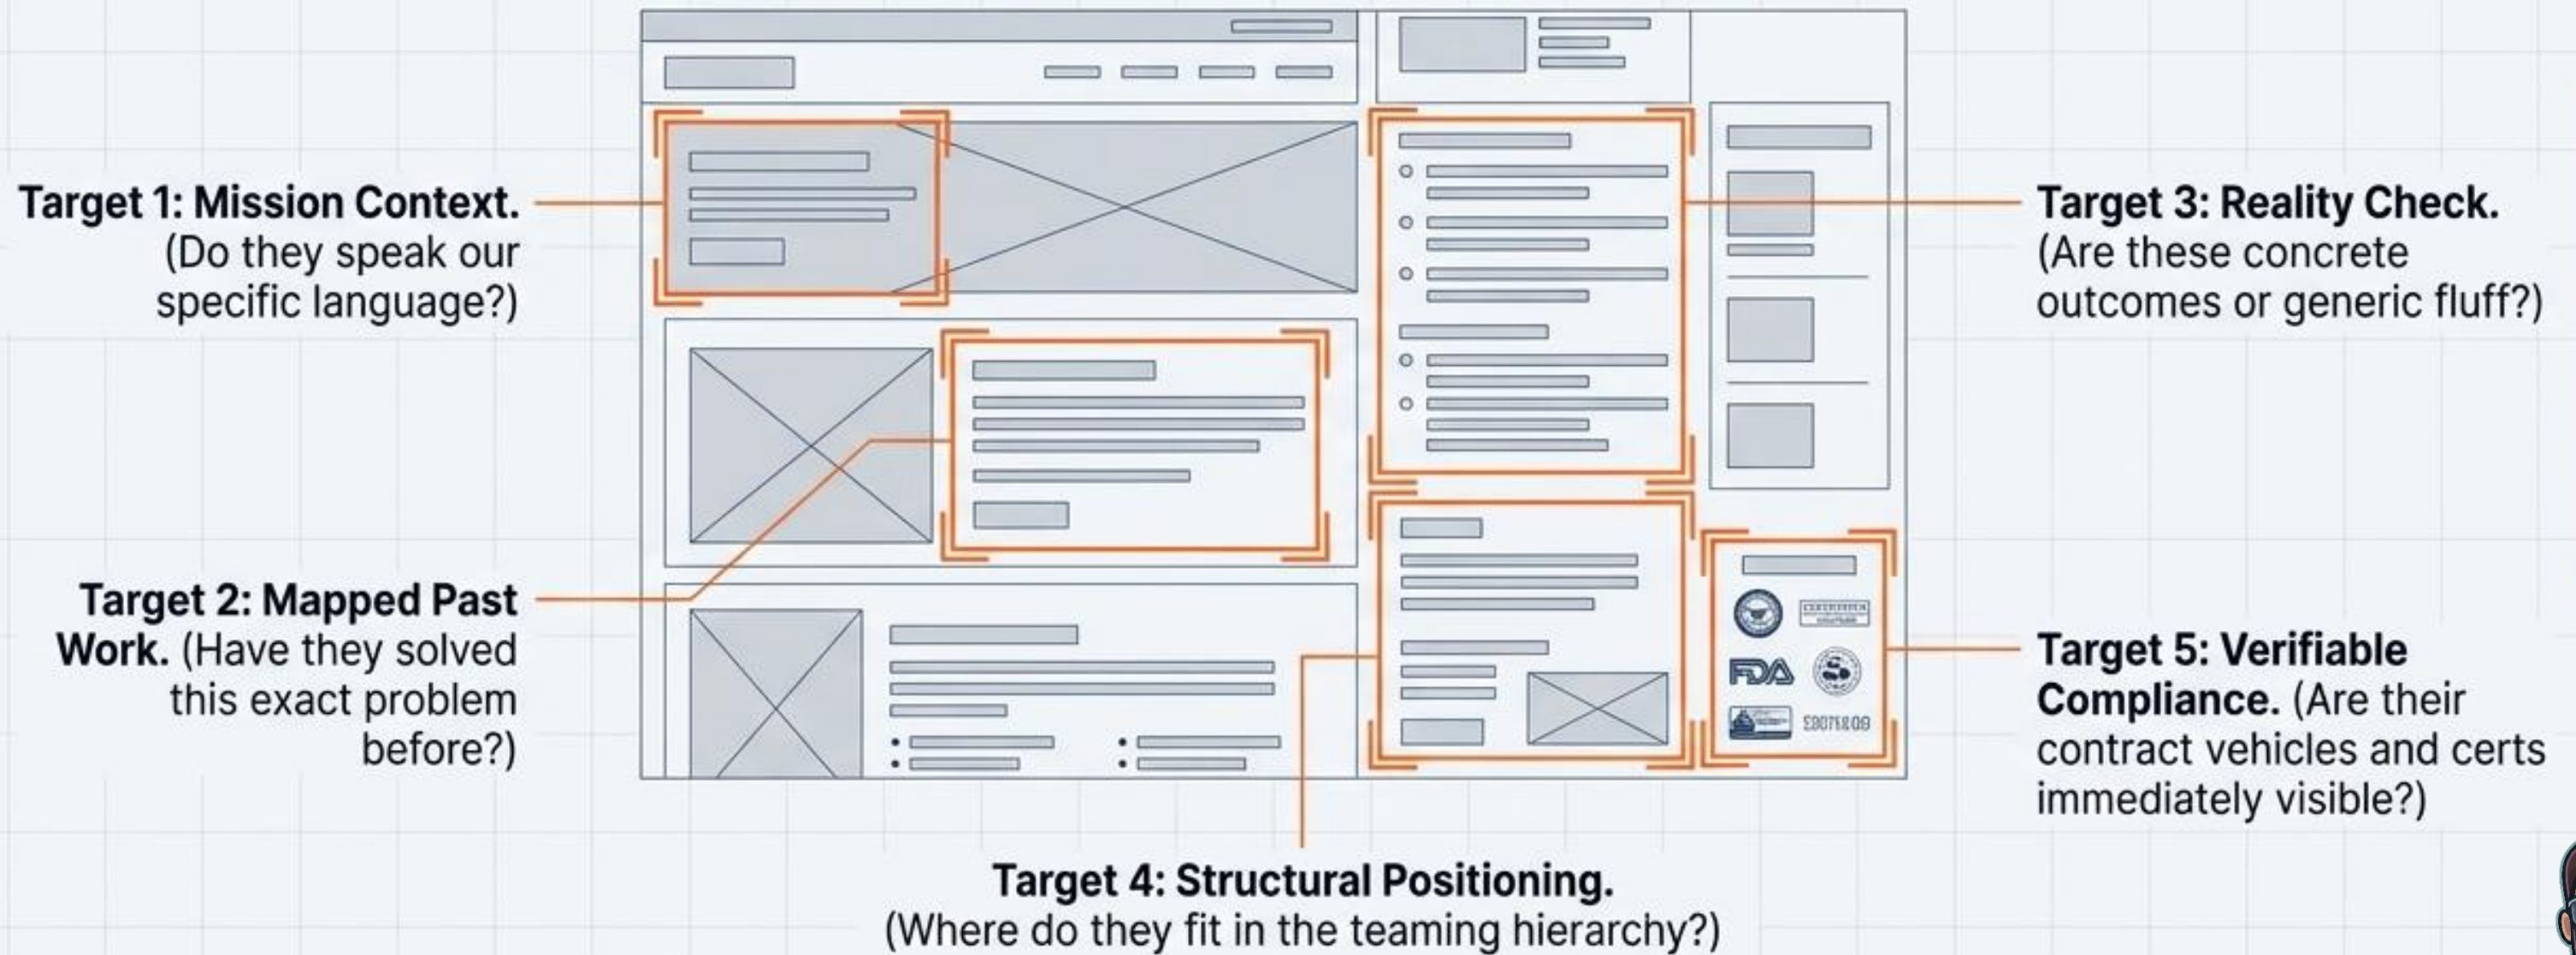 Target 1: Mission Context.
(Do they speak our
specific language?)
Target 2: Mapped Past
Work. (Have they solved
this exact problem
before?)
Target 3: Reality Check.
(Are these concrete
outcomes or generic fluff?)
Target 4: Structural Positioning.
(Where do they fit in the teaming hierarchy?)
FDA
Target 5: Verifiable
Compliance. (Are their
contract vehicles and certs
immediately visible?)